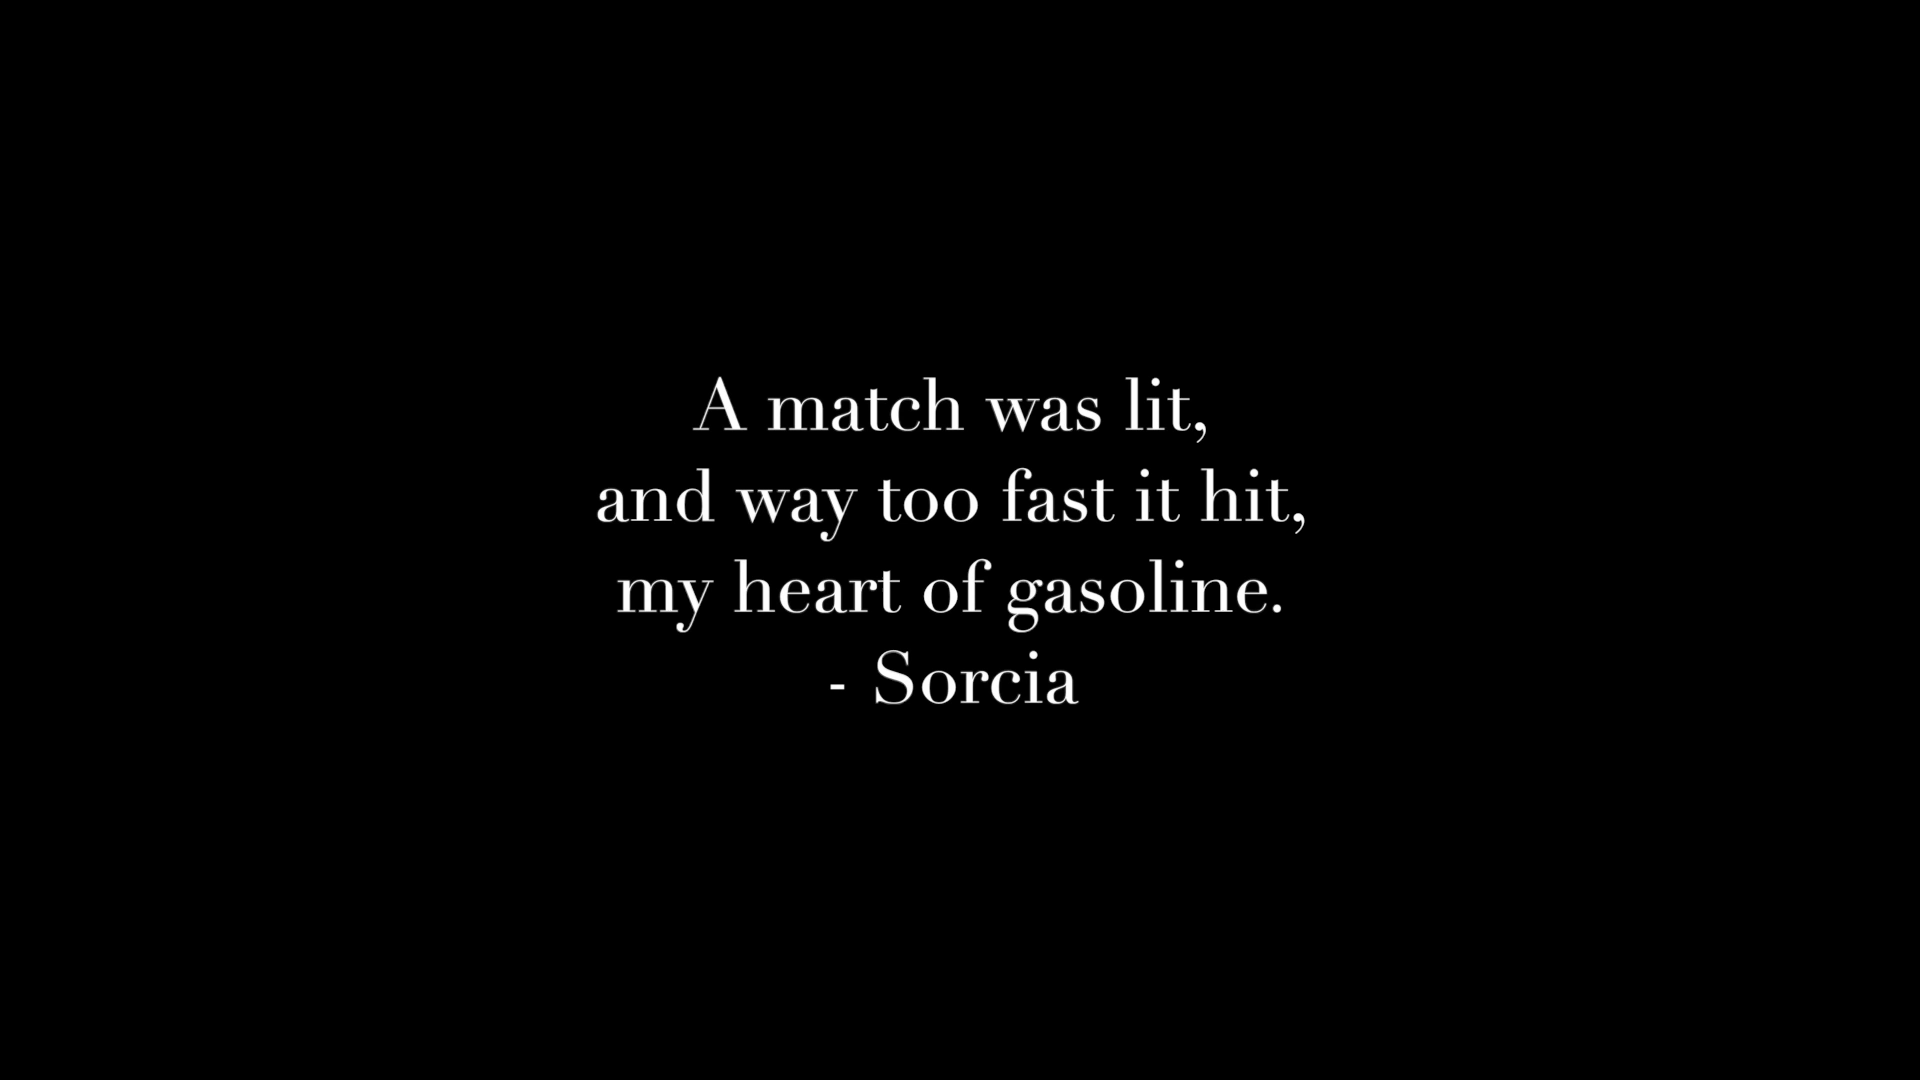 A match was lit,
and way too fast it hit,
my heart of gasoline.
- Sorcia